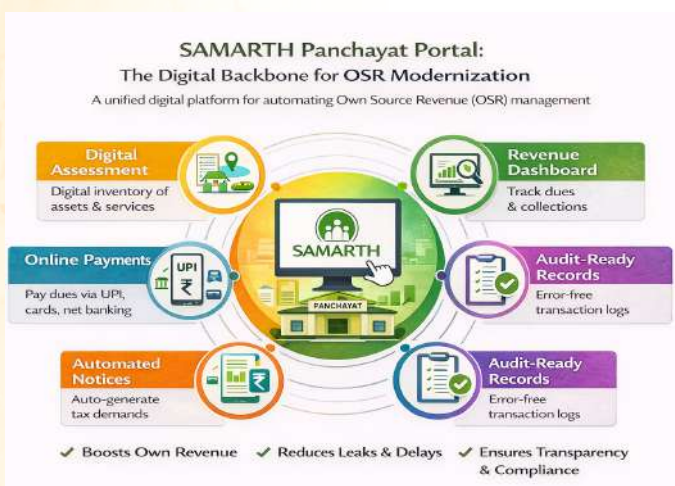 SAMARTH Panchayat Portal:
The Digital Backbone for OSR Modernization
A unified digital platform for automating Own Source Revenue (OSR) management
Digital
Assessment
Digital inventory of
assets & services
Online Payments
Pay dues via UPI,
cards, net banking
UPI
₹
Automated
Notices
Auto-generate
tax demands
₹
SAMARTH
PANCHAYAT
Revenue
Dashboard
Track dues
& collections
Audit-Ready
Records
Error-free
transaction logs
Audit-Ready
Records
Error-free
transaction logs
✓ Boosts Own Revenue ✓ Reduces Leaks & Delays ✓ Ensures Transparency
& Compliance